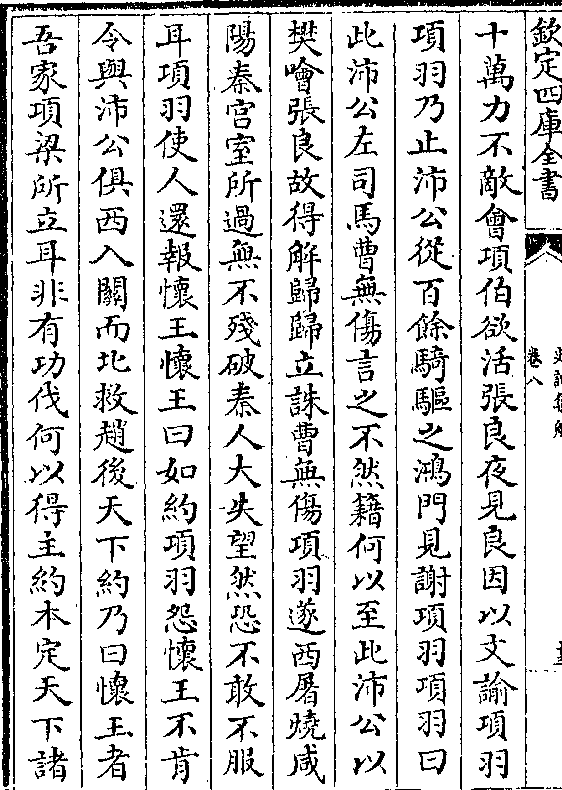 欽定四庫全書
卷八
十萬力不敵會項伯欲活張良夜見良因以文諭項羽
項羽乃止沛公從百餘騎驅之鴻門見謝項羽項羽曰
此沛公左司馬曹無傷言之不然籍何以至此沛公以
樊噲張良故得解歸歸立誅曹無傷項羽遂西屠燒咸
陽秦宫室所過無不殘破秦人大失望然恐不敢不服
耳項羽使人還報懷王懷王曰如約項羽怨懷王不肯
令與沛公俱西入關而北救趙後天下約乃曰懷王者
吾家項梁所立耳非有功伐何以得主約本定天下諸